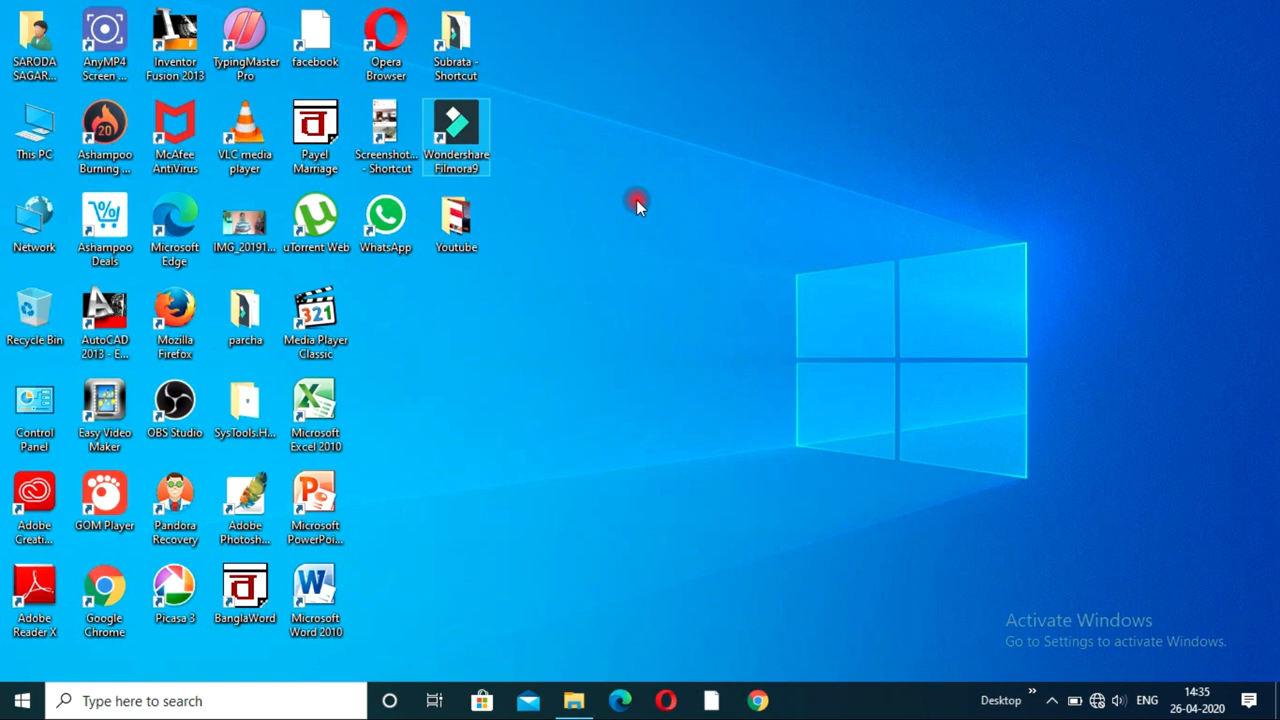 SARODA
SAGAR...
AnyMP4
Screen ...
Inventor
Fusion 2013
TypingMaster
Pro
facebook
Opera
Browser
Subrata -
Shortcut
This PC
20
Ashampoo
Burning ...
McAfee
AntiVirus
VLC media
player
ব
Payel
Marriage
Screenshot...
- Shortcut
Wondershare
Filmora9
Network
Ashampoo
Deals
Microsoft
Edge
IMG_20191...
uTorrent Web
WhatsApp
Youtube
Recycle Bin
AutoCAD
2013 - E...
Mozilla
Firefox
parcha
321
Media Player
Classic
Control
Panel
Easy Video
Maker
OBS Studio
SysTools.H...
Microsoft
Excel 2010
Adobe
Creati...
GOM Player
Pandora
Recovery
Adobe
Photosh...
Microsoft
PowerPoi...
Adobe
Reader X
Google
Chrome
Picasa 3
ব
BanglaWord
Microsoft
Word 2010
Activate Windows
Go to Settings to activate Windows.
Type here to search
Desktop
ENG
14:35
26-04-2020